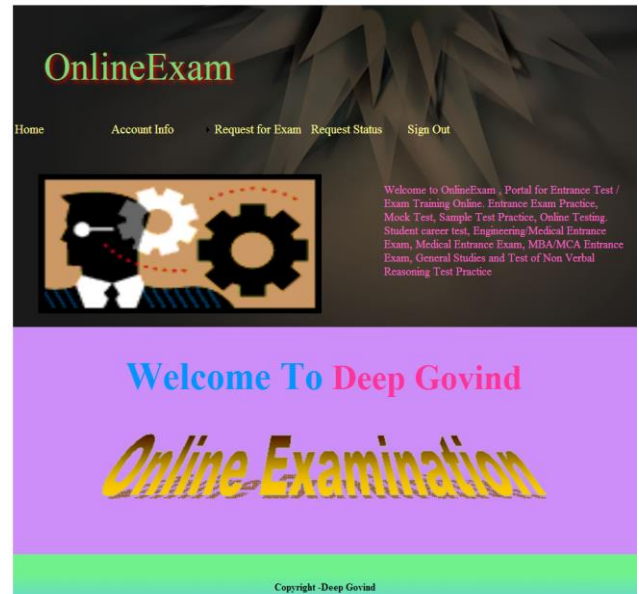 OnlineExam
Home Account Info Request for Exam Request Status Sign Out
Welcome to OnlineExam , Portal for Entrance Test /
Exam Training Online. Entrance Exam Practice,
Mock Test, Sample Test Practice, Online Testing.
Student career test, Engineering/Medical Entrance
Exam, Medical Entrance Exam, MBA/MCA Entrance
Exam, General Studies and Test of Non Verbal
Reasoning Test Practice
Welcome To Deep Govind
Online Examination
Copyright -Deep Govind